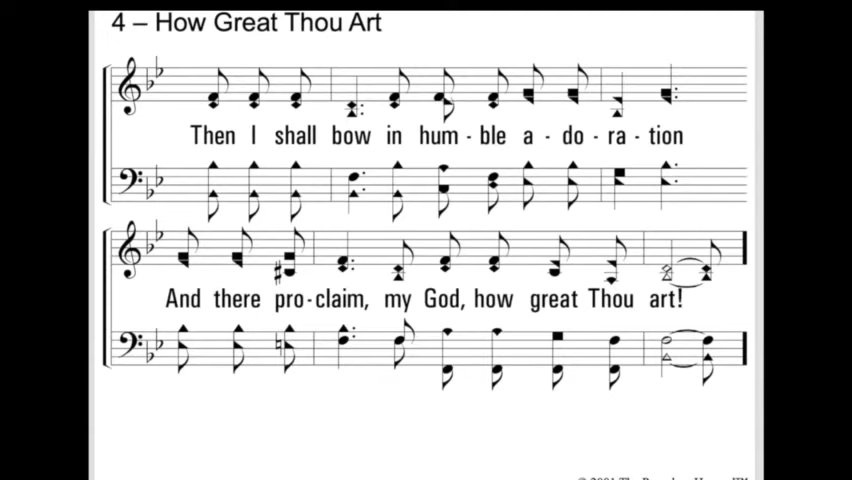 4 – How Great Thou Art
Then I shall bow in hum - ble a - do - ra - tion
And there pro-claim, my God, how great Thou art!